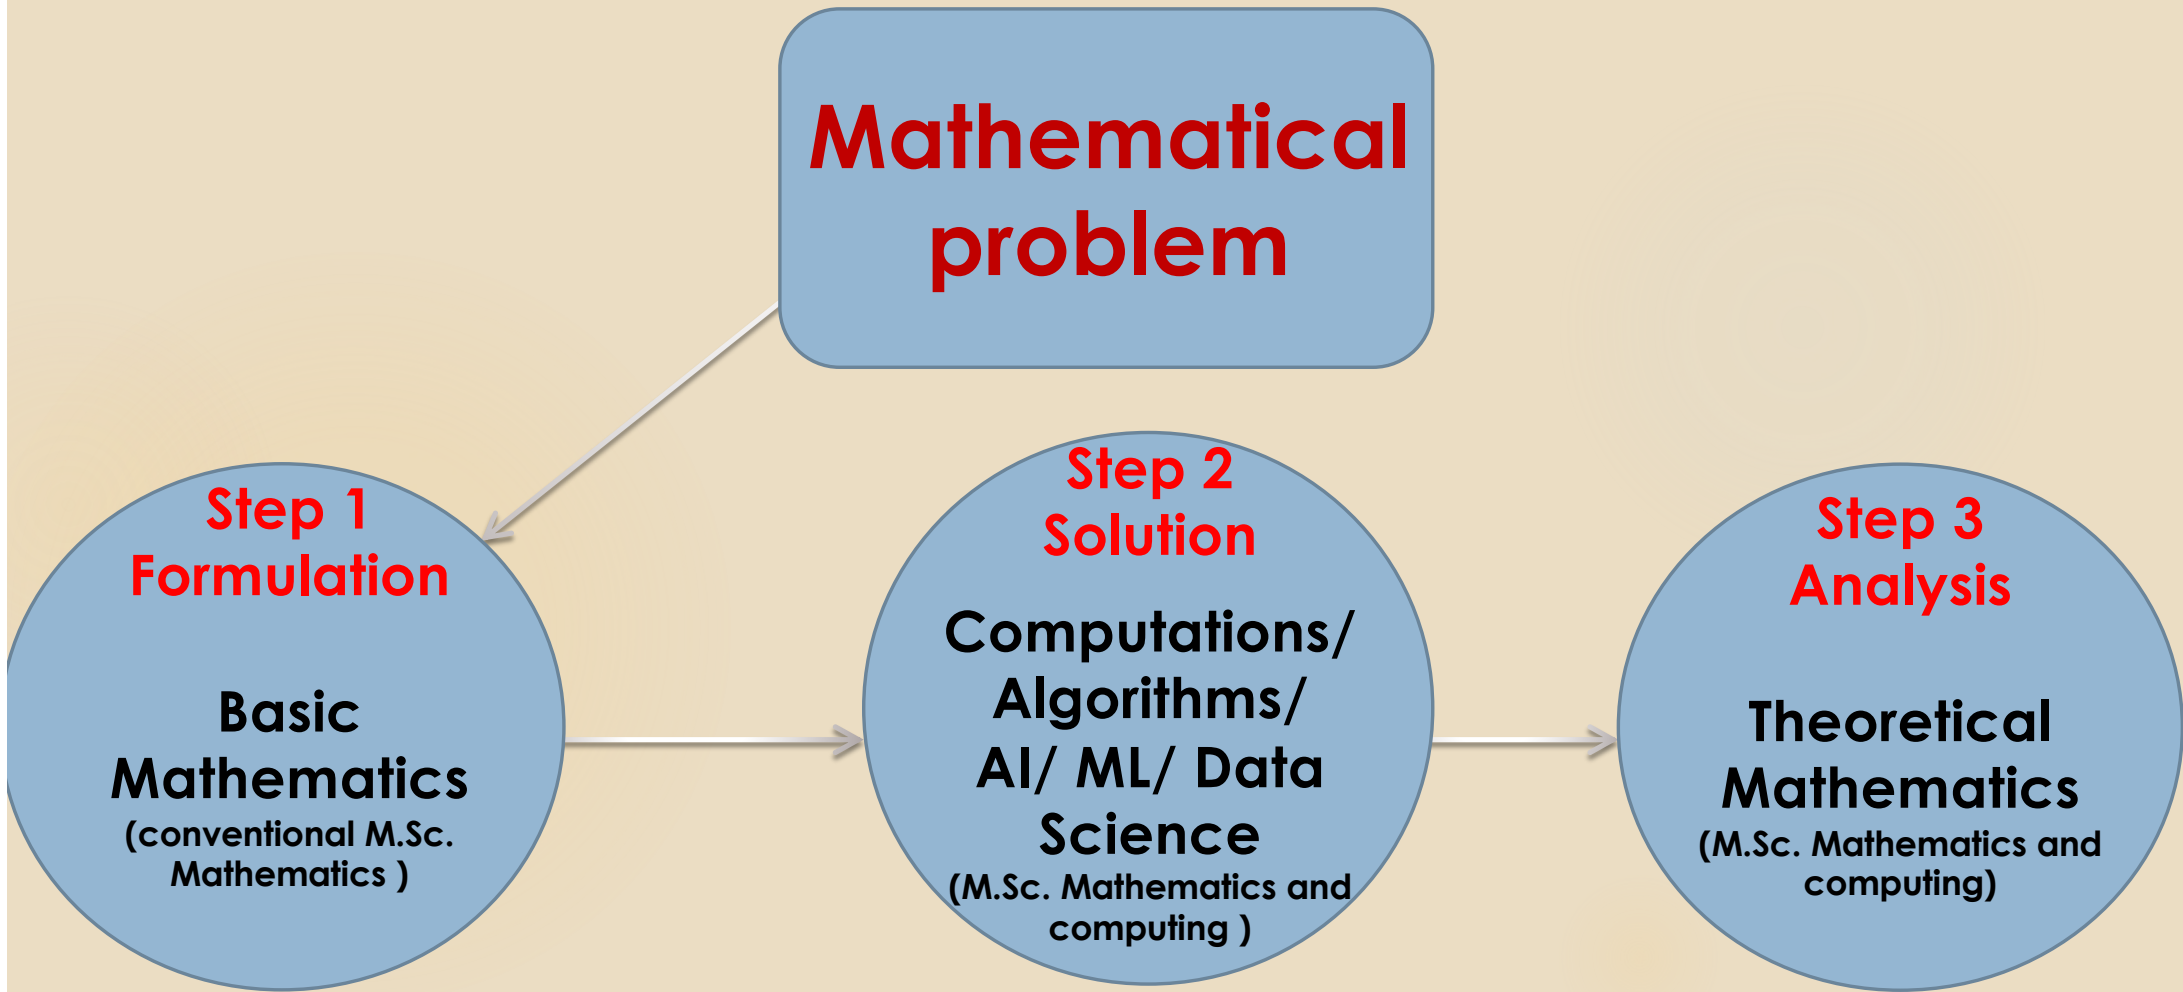 Mathematical
problem
Step 1
Formulation
Basic
Mathematics
(conventional M.Sc.
Mathematics )
Step 2
Solution
Computations/
Algorithms/
AI/ ML/ Data
Science
(M.Sc. Mathematics and
computing )
Step 3
Analysis
Theoretical
Mathematics
(M.Sc. Mathematics and
computing)